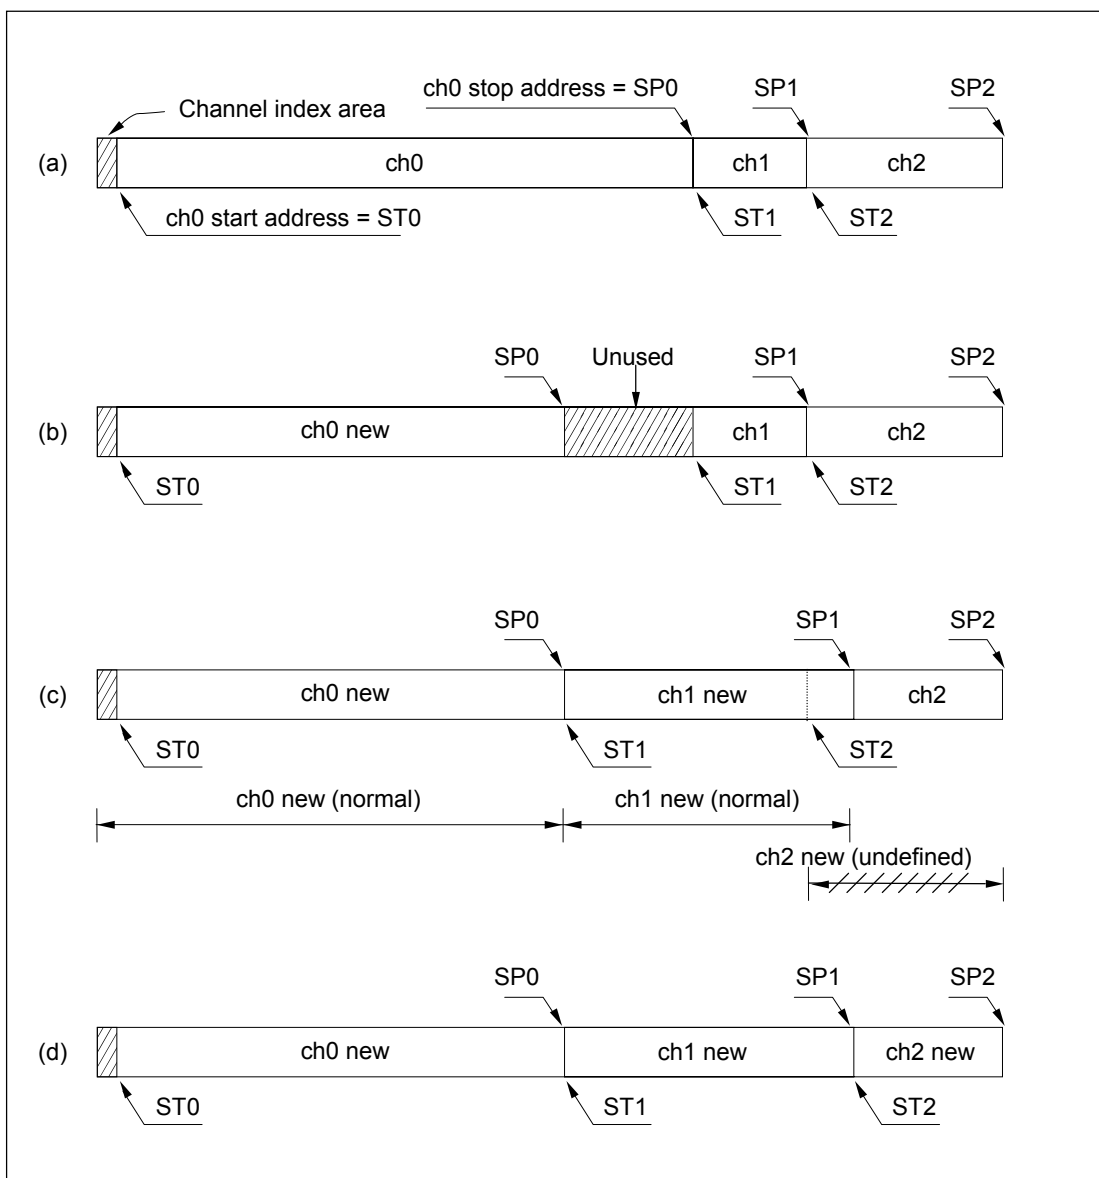 ch0 stop address = SP0
SP1
SP2
Channel index area
(a)
ch0
ch1
ch2
ch0 start address = ST0
ST1
ST2
SP0
Unused
SP1
SP2
(b)
ch0 new
ch1
ch2
ST0
ST1
ST2
SP0
SP1
SP2
(c)
ch0 new
ch1 new
ch2
ST0
ST1
ST2
ch0 new (normal)
ch1 new (normal)
ch2 new (undefined)
SP0
SP1
SP2
(d)
ch0 new
ch1 new
ch2 new
ST0
ST1
ST2